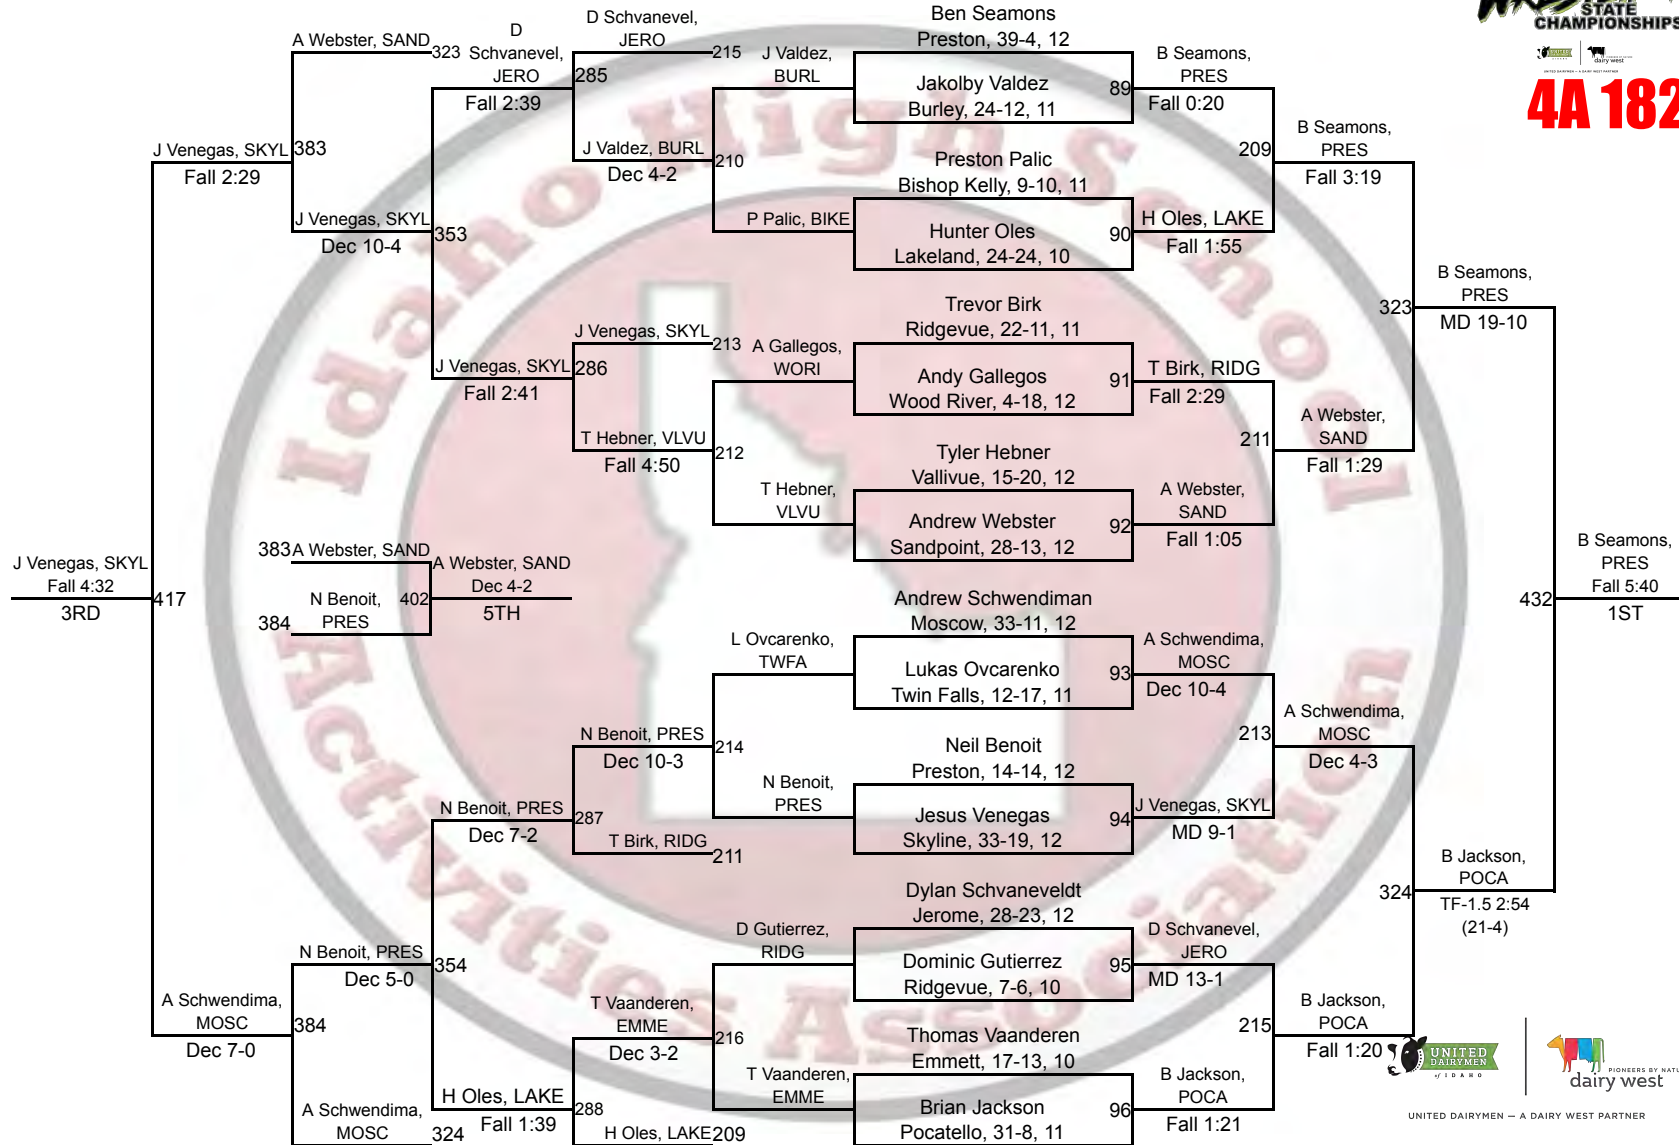 STATE
CHAMPIONSHIPS
dairy west
UNITED DAIRYMEN — A DAIRY WEST PARTNER
4A 182
Idaho High School
Activities Association
A Webster, SAND
323
J Venegas, SKYL
Fall 2:29
383
J Venegas, SKYL
Dec 10-4
353
D
Schvanevel,
JERO
Fall 2:39
285
D Schvanevel,
JERO
215
J Valdez, BURL
Dec 4-2
210
J Valdez,
BURL
P Palic, BIKE
J Venegas, SKYL
Fall 2:41
286
J Venegas, SKYL
213
T Hebner, VLVU
Fall 4:50
212
A Gallegos,
WORI
T Hebner,
VLVU
Ben Seamons
Preston, 39-4, 12
Jakolby Valdez
Burley, 24-12, 11
89
B Seamons,
PRES
Fall 0:20
Preston Palic
Bishop Kelly, 9-10, 11
Hunter Oles
Lakeland, 24-24, 10
90
H Oles, LAKE
Fall 1:55
209
B Seamons,
PRES
Fall 3:19
Trevor Birk
Ridgevue, 22-11, 11
Andy Gallegos
Wood River, 4-18, 12
91
T Birk, RIDG
Fall 2:29
Tyler Hebner
Vallivue, 15-20, 12
Andrew Webster
Sandpoint, 28-13, 12
92
A Webster,
SAND
Fall 1:05
211
A Webster,
SAND
Fall 1:29
323
B Seamons,
PRES
MD 19-10
J Venegas, SKYL
Fall 4:32
3RD
417
383
A Webster, SAND
384
N Benoit,
PRES
402
A Webster, SAND
Dec 4-2
5TH
432
B Seamons,
PRES
Fall 5:40
1ST
Andrew Schwendiman
Moscow, 33-11, 12
Lukas Ovcarenko
Twin Falls, 12-17, 11
93
A Schwendima,
MOSC
Dec 10-4
Neil Benoit
Preston, 14-14, 12
Jesus Venegas
Skyline, 33-19, 12
94
J Venegas, SKYL
MD 9-1
213
A Schwendima,
MOSC
Dec 4-3
Dylan Schvaneveldt
Jerome, 28-23, 12
Dominic Gutierrez
Ridgevue, 7-6, 10
95
D Schvanevel,
JERO
MD 13-1
Thomas Vaanderen
Emmett, 17-13, 10
Brian Jackson
Pocatello, 31-8, 11
96
B Jackson,
POCA
Fall 1:21
215
B Jackson,
POCA
Fall 1:20
324
B Jackson,
POCA
TF-1.5 2:54
(21-4)
L Ovcarenko,
TWFA
N Benoit,
PRES
N Benoit, PRES
Dec 10-3
214
N Benoit, PRES
Dec 7-2
287
T Birk, RIDG
211
D Gutierrez,
RIDG
T Vaanderen,
EMME
T Vaanderen,
EMME
Dec 3-2
216
H Oles, LAKE
Fall 1:39
288
H Oles, LAKE
209
N Benoit, PRES
Dec 5-0
354
A Schwendima,
MOSC
Dec 7-0
384
A Schwendima,
MOSC
324
UNITED
DAIRYMEN
of IDAHO
PIONEERS BY NATU
dairy west
UNITED DAIRYMEN — A DAIRY WEST PARTNER